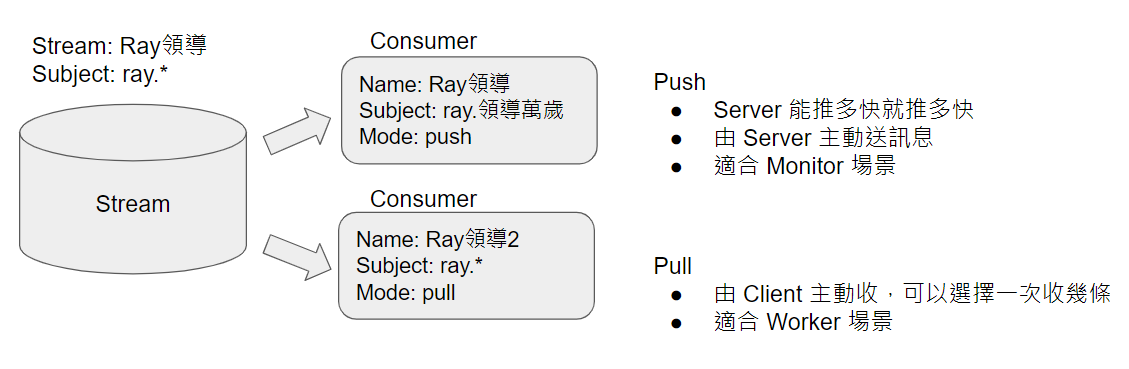 Stream: Ray領導
Subject: ray.*
Stream
Consumer
Name: Ray領導
Subject: ray.領導萬歲
Mode: push
Consumer
Name: Ray領導2
Subject: ray.*
Mode: pull
Push
● Server 能推多快就推多快
● 由 Server 主動送訊息
● 適合 Monitor 場景
Pull
● 由 Client 主動收，可以選擇一次收幾條
● 適合 Worker 場景